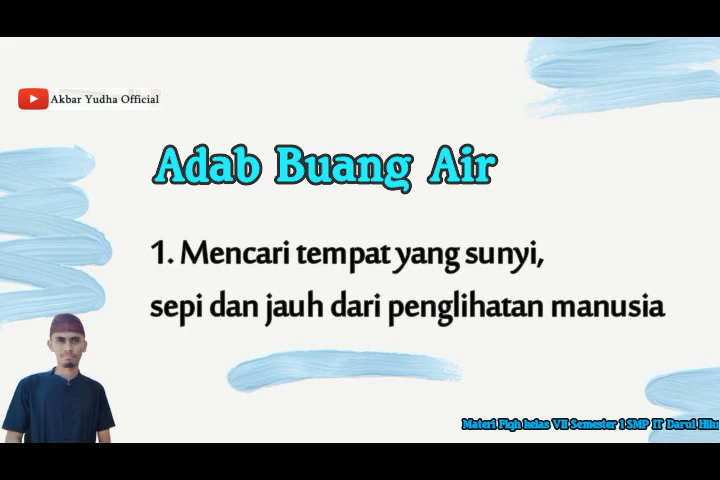 Akbar Yudha Official
Adab Buang Air
1. Mencari tempat yang sunyi,
sepi dan jauh dari penglihatan manusia
Materi Fiqh kelas VII Semester 1 SMP IT Darul